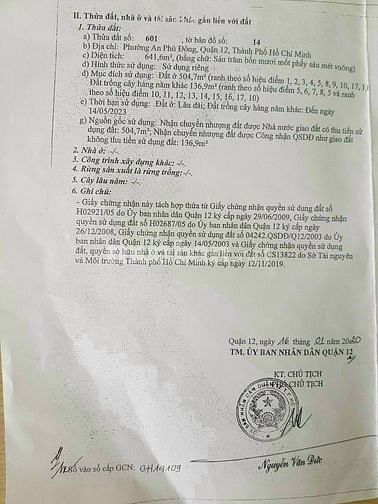 II. Thửa đất, nhà ở và tài sản khác gắn liền với đất
1. Thửa đất:
a) Thửa đất số: 601 , tờ bản đồ số: 14
b) Địa chỉ: Phường An Phú Đông, Quận 12, Thành Phố Hồ Chí Minh
c) Diện tích: 641,6m², (bằng chữ: Sáu trăm bốn mươi mốt phẩy sáu mét vuông)
d) Hình thức sử dụng: Sử dụng riêng
đ) Mục đích sử dụng: Đất ở 504,7m² (ranh theo số hiệu điểm 1, 2, 3, 4, 5, 8, 9, 10, 17, 1)
Đất trồng cây hàng năm 136,9m² (ranh theo số hiệu điểm 5, 6, 7, 8, 5 và ranh
theo số hiệu điểm 10, 11, 12, 13, 14, 15, 16, 17, 10)
e) Thời hạn sử dụng: Đất ở: Lâu dài; Đất trồng cây hàng năm: Đến ngày
14/05/2023
g) Nguồn gốc sử dụng: Nhận chuyển nhượng đất được Nhà nước giao đất có thu tiền sử
dụng đất: 504,7m²; Nhận chuyển nhượng đất được Công nhận QSDĐ như giao đất
không thu tiền sử dụng đất: 136,9m²
2. Nhà ở: -/-
3. Công trình xây dựng khác: -/-
4. Rừng sản xuất là rừng trồng: -/-
5. Cây lâu năm: -/-
6. Ghi chú:
- Giấy chứng nhận này tách hợp thửa từ Giấy chứng nhận quyền sử dụng đất số
H02921/05 do Ủy ban nhân dân Quận 12 ký cấp ngày 29/06/2009, Giấy chứng nhận
quyền sử dụng đất số H02687/05 do Ủy ban nhân dân Quận 12 ký cấp ngày
26/12/2008, Giấy chứng nhận quyền sử dụng đất số 04242.QSDĐ/Q12/2003 do Ủy
ban nhân dân Quận 12 ký cấp ngày 14/05/2003 và Giấy chứng nhận quyền sử dụng
đất, quyền sở hữu nhà ở và tài sản khác gắn liền với đất số CS13822 do Sở Tài nguyên
và Môi trường Thành phố Hồ Chí Minh ký cấp ngày 12/11/2019.
Quận 12, ngày 16 tháng 01 năm 2020
TM. ỦY BAN NHÂN DÂN QUẬN 12
KT. CHỦ TỊCH
PHÓ CHỦ TỊCH
Nguyễn Văn Đức
Số vào sổ cấp GCN: CH14109